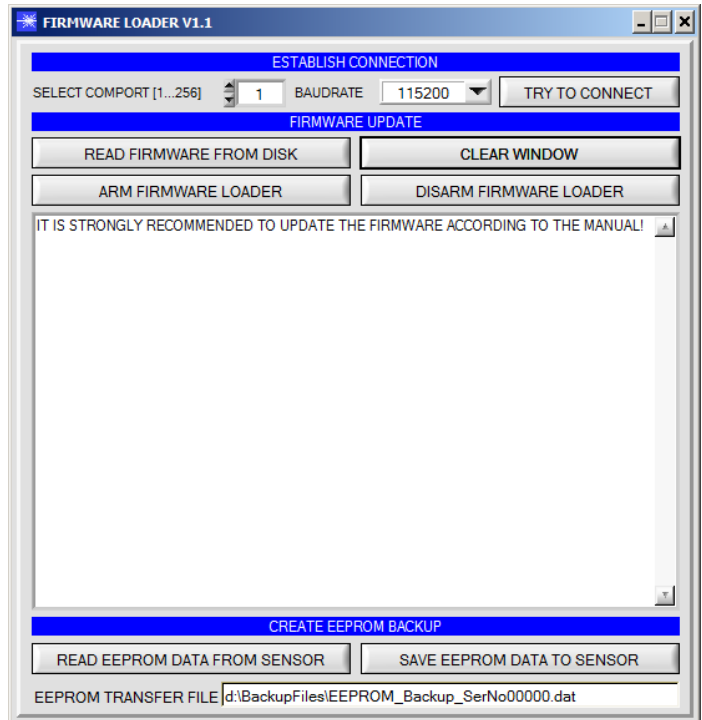 FIRMWARE LOADER V1.1
ESTABLISH CONNECTION
SELECT COMPORT [1...256] 1 BAUDRATE 115200 TRY TO CONNECT
FIRMWARE UPDATE
READ FIRMWARE FROM DISK CLEAR WINDOW
ARM FIRMWARE LOADER DISARM FIRMWARE LOADER
IT IS STRONGLY RECOMMENDED TO UPDATE THE FIRMWARE ACCORDING TO THE MANUAL!
CREATE EEPROM BACKUP
READ EEPROM DATA FROM SENSOR SAVE EEPROM DATA TO SENSOR
EEPROM TRANSFER FILE d:\BackupFiles\EEPROM_Backup_SerNo00000.dat